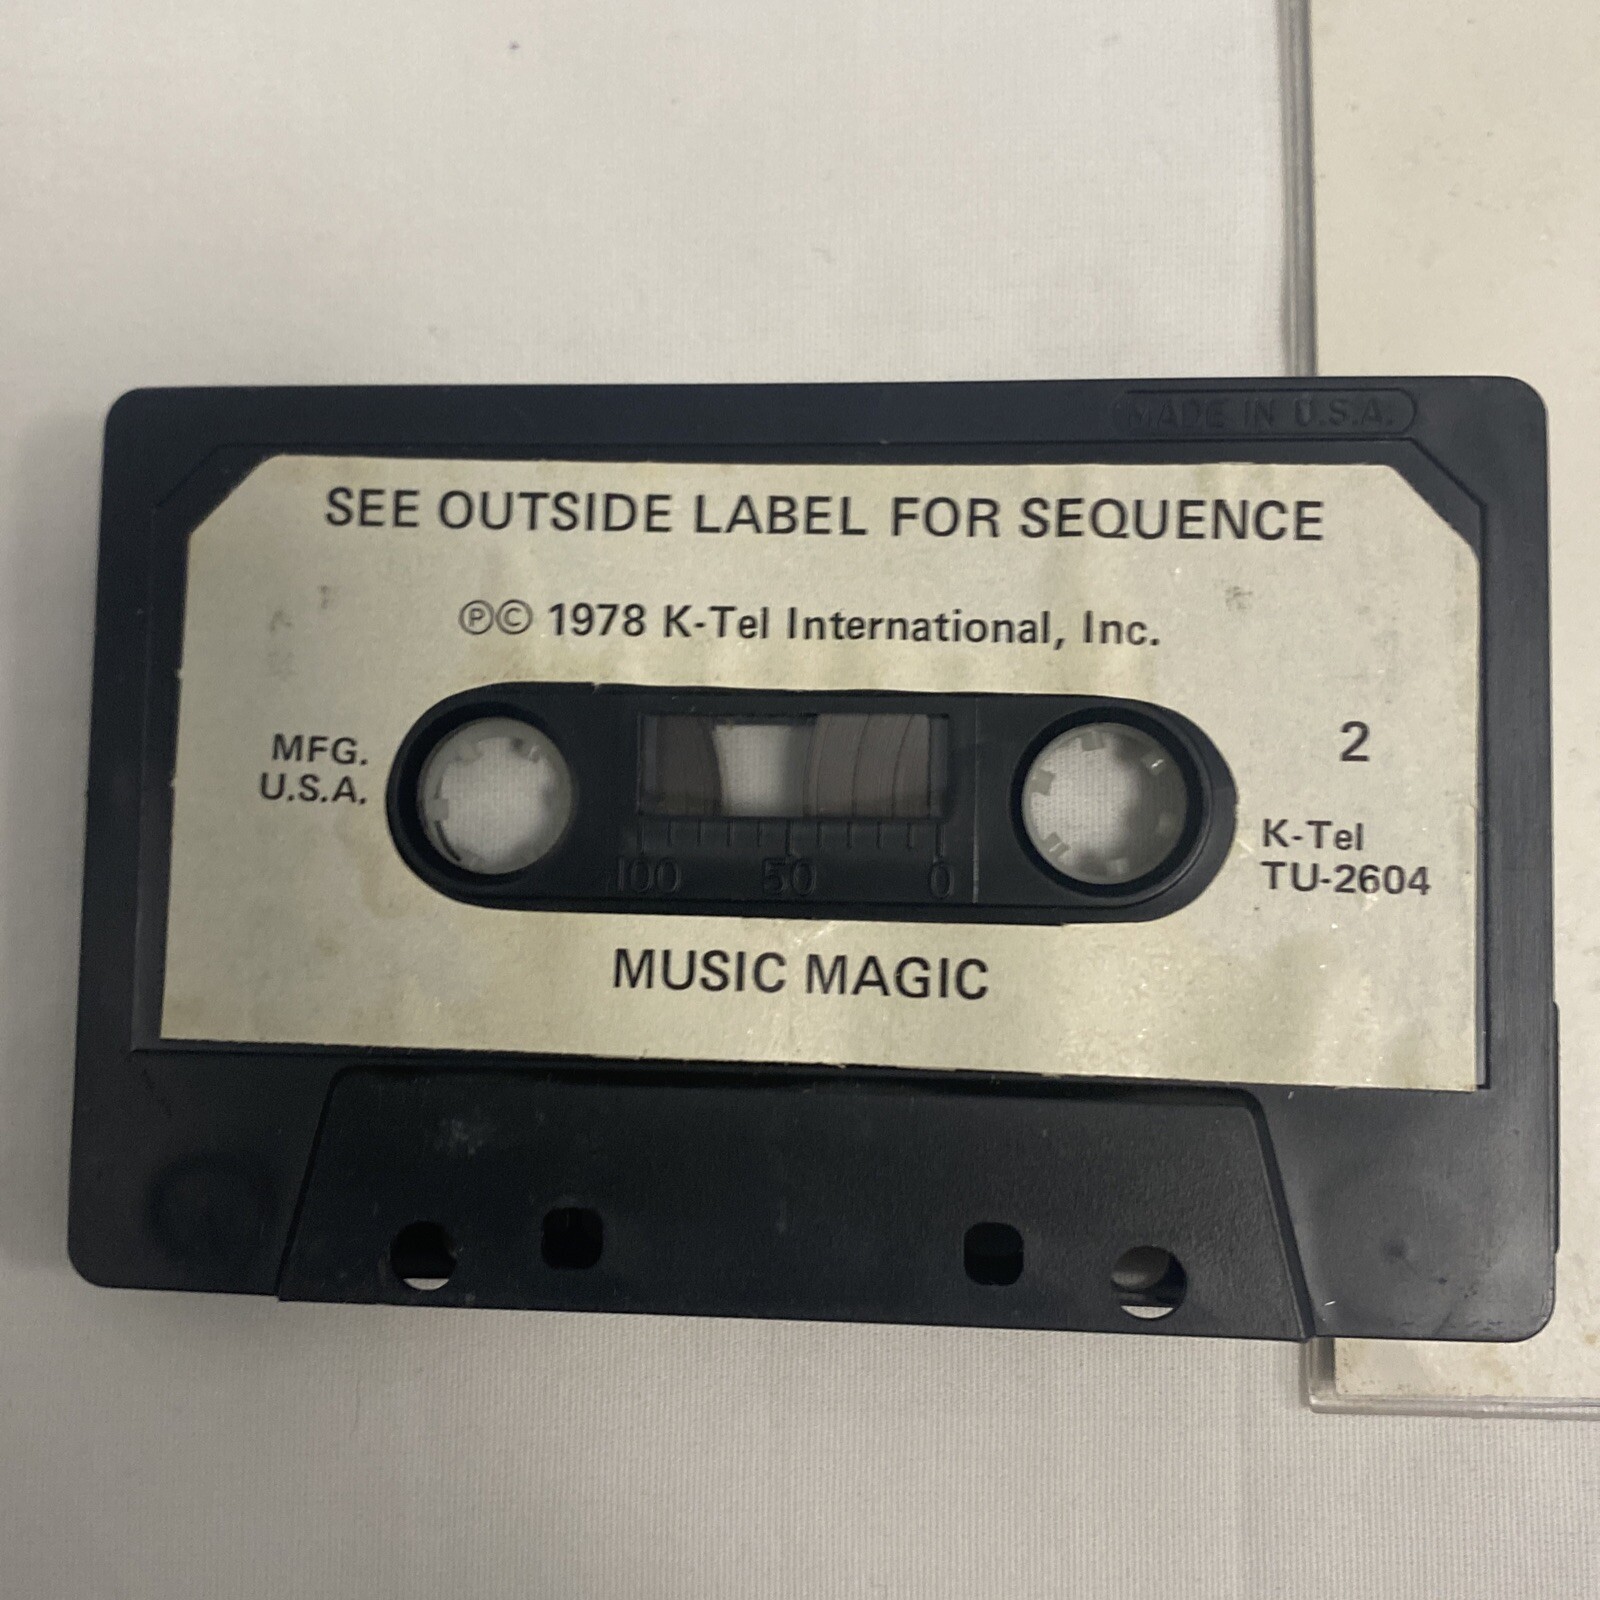 MADE IN U.S.A.
SEE OUTSIDE LABEL FOR SEQUENCE
℗© 1978 K-Tel International, Inc.
MFG.
U.S.A.
2
K-Tel
TU-2604
100 50 0
MUSIC MAGIC